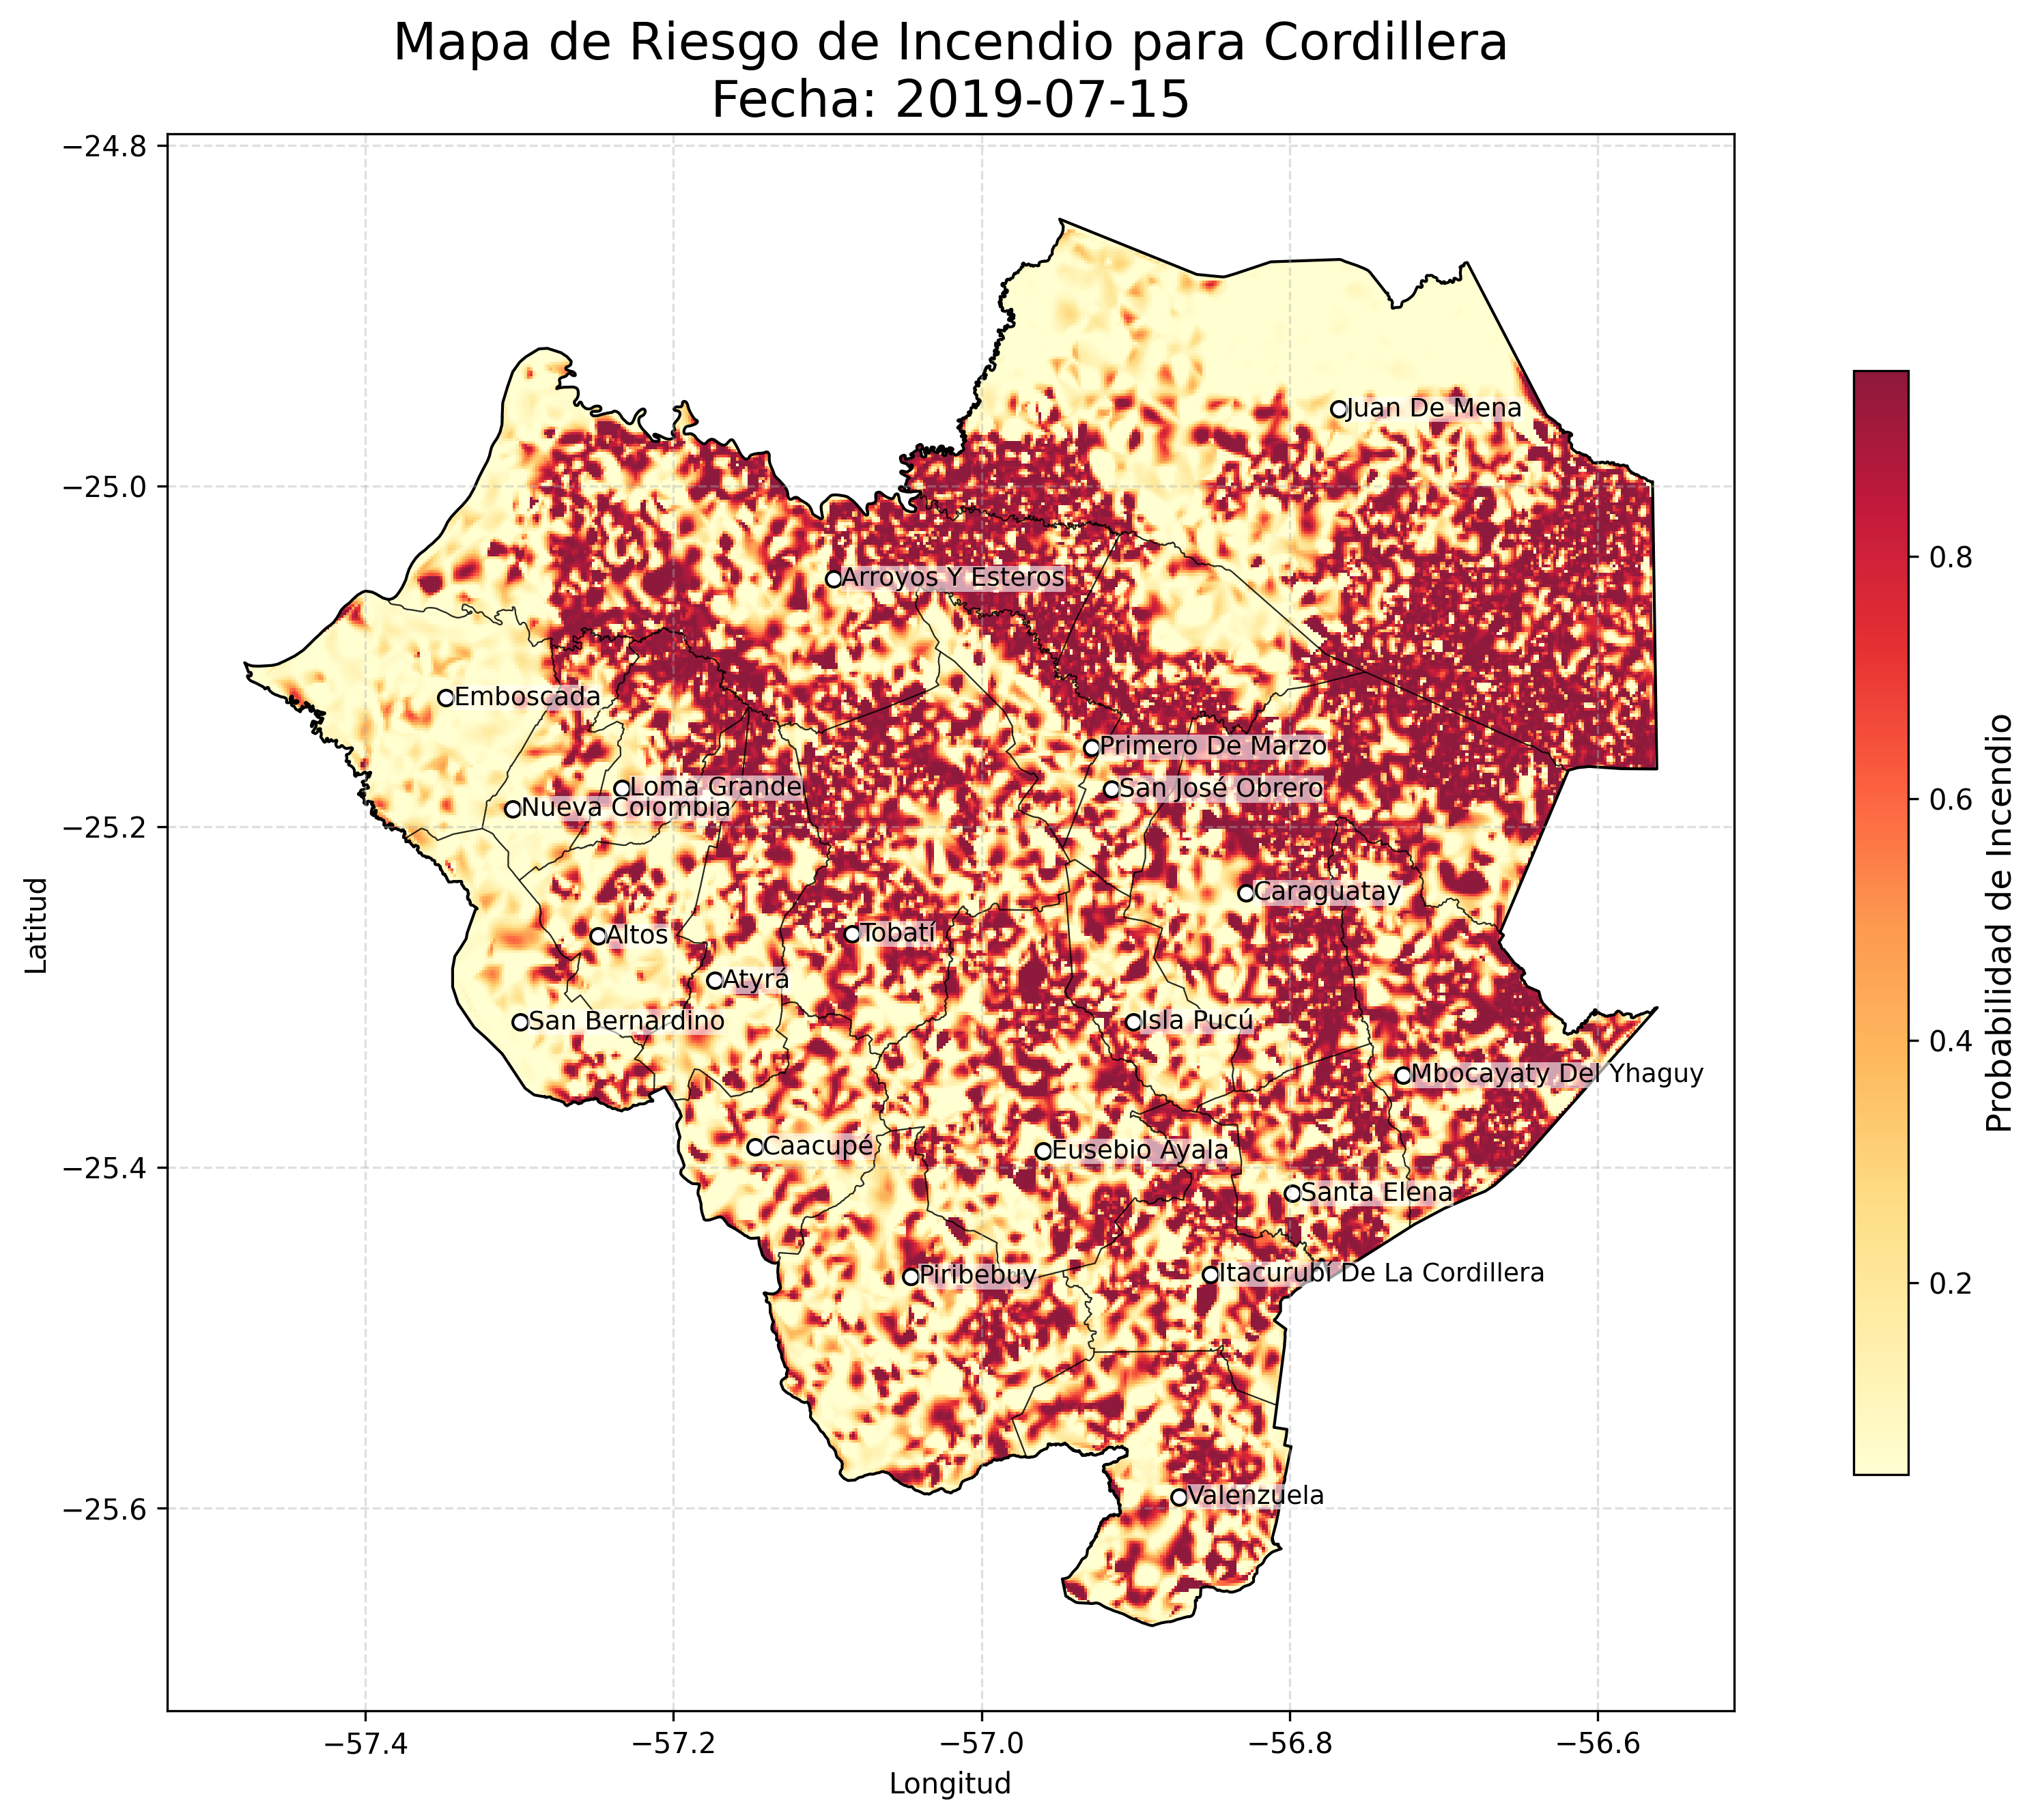 Mapa de Riesgo de Incendio para Cordillera
Fecha: 2019-07-15
−24.8
−25.0
−25.2
−25.4
−25.6
Latitud
Juan De Mena
Arroyos Y Esteros
Emboscada
Primero De Marzo
Loma Grande
San José Obrero
Nueva Colombia
Caraguatay
Altos
Tobatí
Atyrá
San Bernardino
Isla Pucú
Mbocayaty Del Yhaguy
Caacupé
Eusebio Ayala
Santa Elena
Piribebuy
Itacurubí De La Cordillera
Valenzuela
−57.4
−57.2
−57.0
−56.8
−56.6
Longitud
0.8
0.6
0.4
0.2
Probabilidad de Incendio